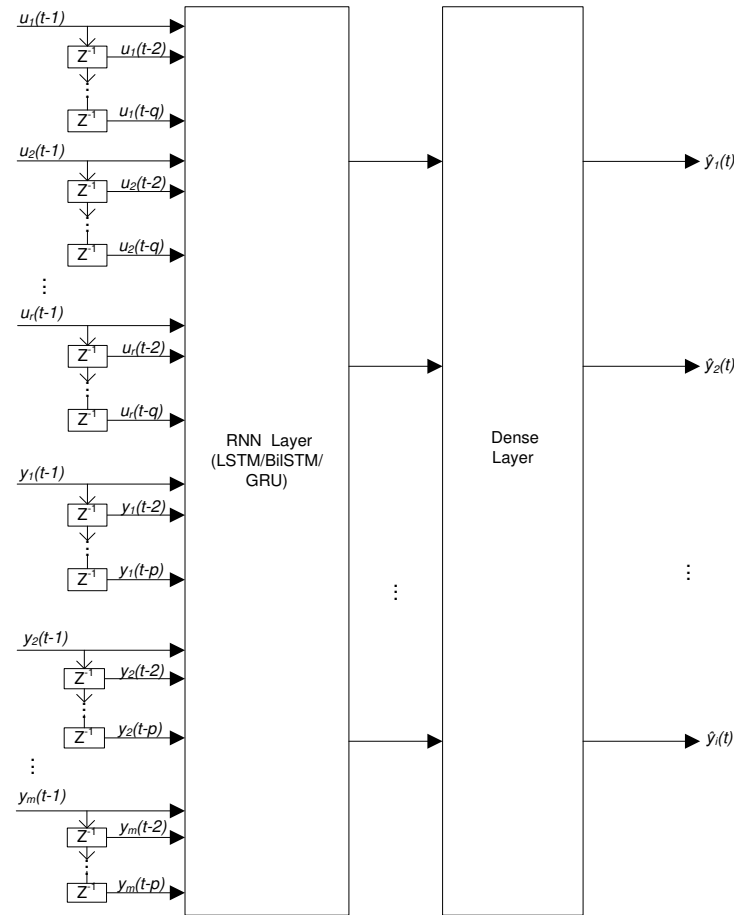 u₁(t-1)
Z⁻¹
u₁(t-2)
⋮
Z⁻¹
u₁(t-q)
u₂(t-1)
Z⁻¹
u₂(t-2)
⋮
Z⁻¹
u₂(t-q)
⋮
uᵣ(t-1)
Z⁻¹
uᵣ(t-2)
⋮
Z⁻¹
uᵣ(t-q)
y₁(t-1)
Z⁻¹
y₁(t-2)
⋮
Z⁻¹
y₁(t-p)
y₂(t-1)
Z⁻¹
y₂(t-2)
⋮
Z⁻¹
y₂(t-p)
⋮
yₘ(t-1)
Z⁻¹
yₘ(t-2)
⋮
Z⁻¹
yₘ(t-p)
RNN Layer
(LSTM/BilSTM/
GRU)
⋮
Dense
Layer
ŷ₁(t)
ŷ₂(t)
⋮
ŷᵢ(t)